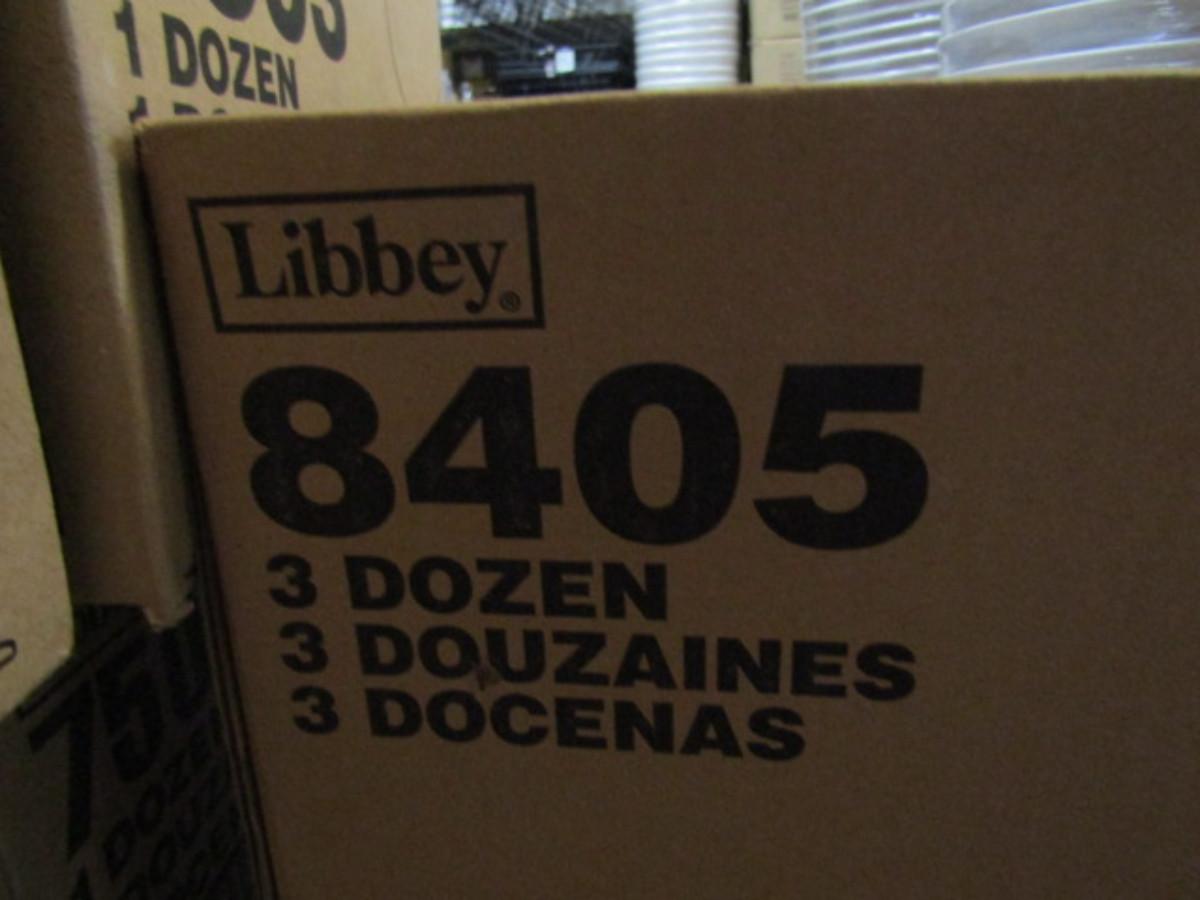 1 DOZEN
Libbey®
8405
3 DOZEN
3 DOUZAINES
3 DOCENAS